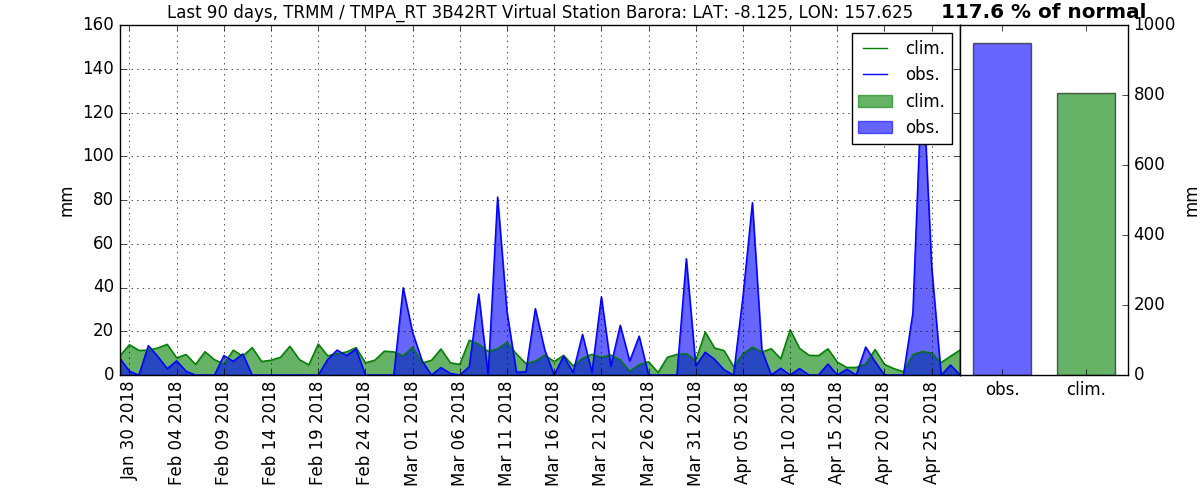 Last 90 days, TRMM / TMPA_RT 3B42RT Virtual Station Barora: LAT: -8.125, LON: 157.625
117.6 % of normal
160
140
120
100
80
60
40
20
0
mm
clim.
obs.
clim.
obs.
1000
800
600
400
200
0
mm
Jan 30 2018
Feb 04 2018
Feb 09 2018
Feb 14 2018
Feb 19 2018
Feb 24 2018
Mar 01 2018
Mar 06 2018
Mar 11 2018
Mar 16 2018
Mar 21 2018
Mar 26 2018
Mar 31 2018
Apr 05 2018
Apr 10 2018
Apr 15 2018
Apr 20 2018
Apr 25 2018
obs.
clim.